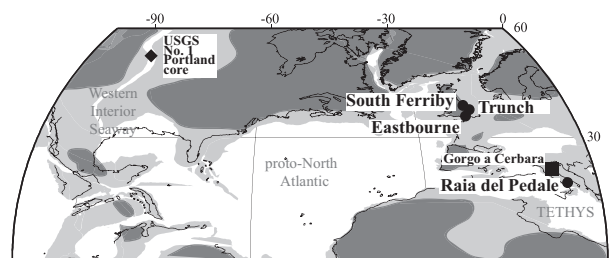 -90 -60 -30 0 60
USGS
No. 1
Portland
core
Western
Interior
Seaway
South Ferriby Trunch
Eastbourne
30
Gorgo a Cerbara
proto-North
Atlantic
Raia del Pedale
TETHYS